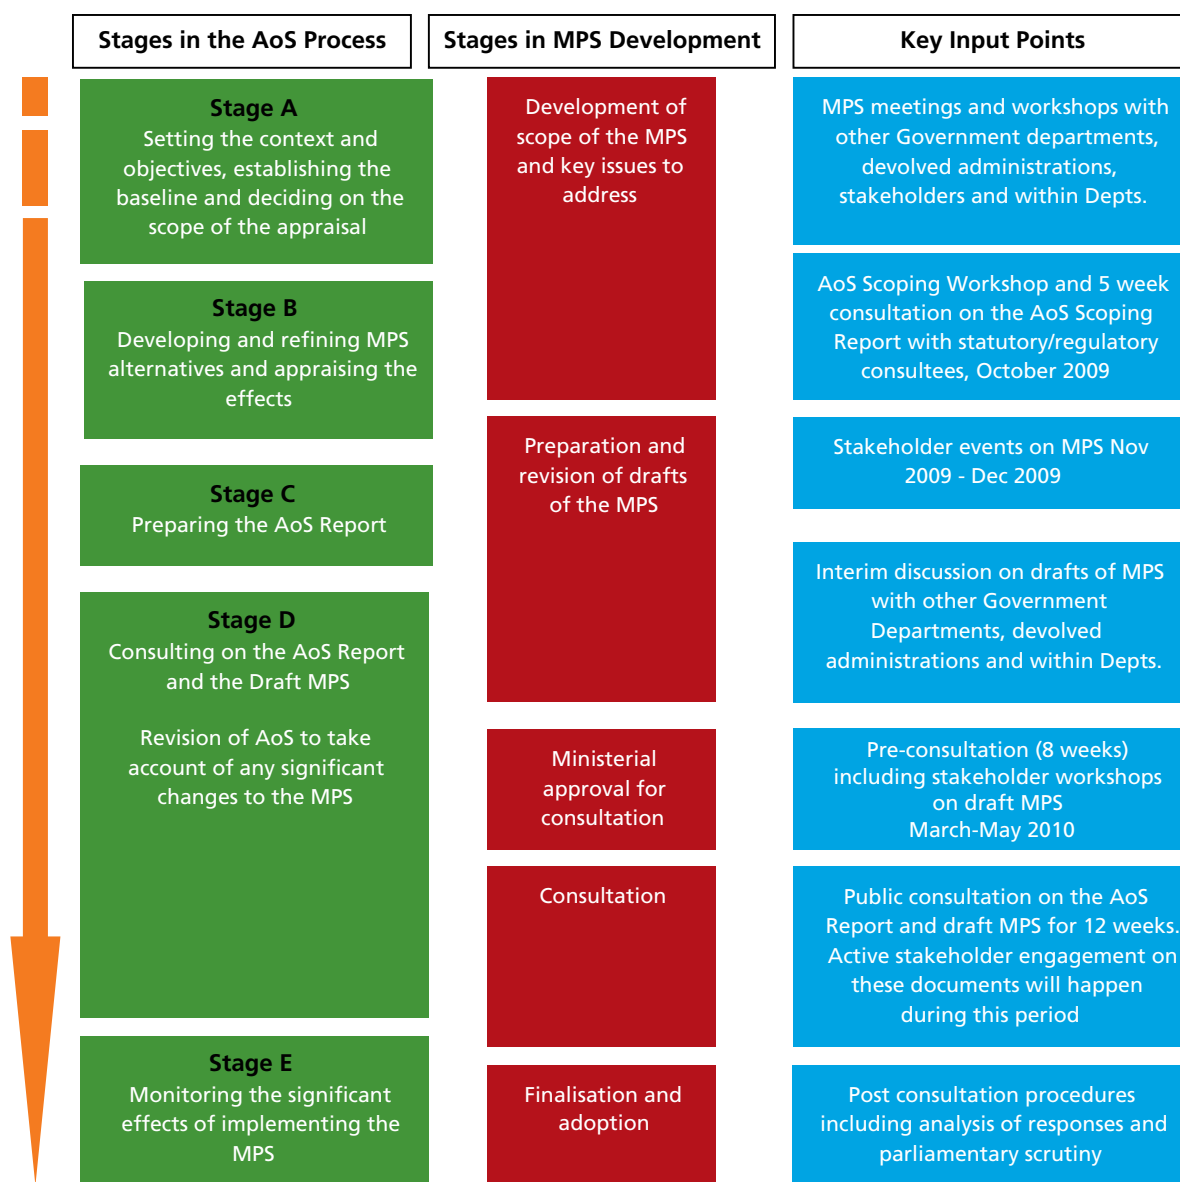 Stages in the AoS Process
Stages in MPS Development
Key Input Points
Stage A
Setting the context and
objectives, establishing the
baseline and deciding on the
scope of the appraisal
Stage B
Developing and refining MPS
alternatives and appraising the
effects
Stage C
Preparing the AoS Report
Stage D
Consulting on the AoS Report
and the Draft MPS
Revision of AoS to take
account of any significant
changes to the MPS
Stage E
Monitoring the significant
effects of implementing the
MPS
Development of
scope of the MPS
and key issues to
address
Preparation and
revision of drafts
of the MPS
Ministerial
approval for
consultation
Consultation
Finalisation and
adoption
MPS meetings and workshops with
other Government departments,
devolved administrations,
stakeholders and within Depts.
AoS Scoping Workshop and 5 week
consultation on the AoS Scoping
Report with statutory/regulatory
consultees, October 2009
Stakeholder events on MPS Nov
2009 - Dec 2009
Interim discussion on drafts of MPS
with other Government
Departments, devolved
administrations and within Depts.
Pre-consultation (8 weeks)
including stakeholder workshops
on draft MPS
March-May 2010
Public consultation on the AoS
Report and draft MPS for 12 weeks.
Active stakeholder engagement on
these documents will happen
during this period
Post consultation procedures
including analysis of responses and
parliamentary scrutiny